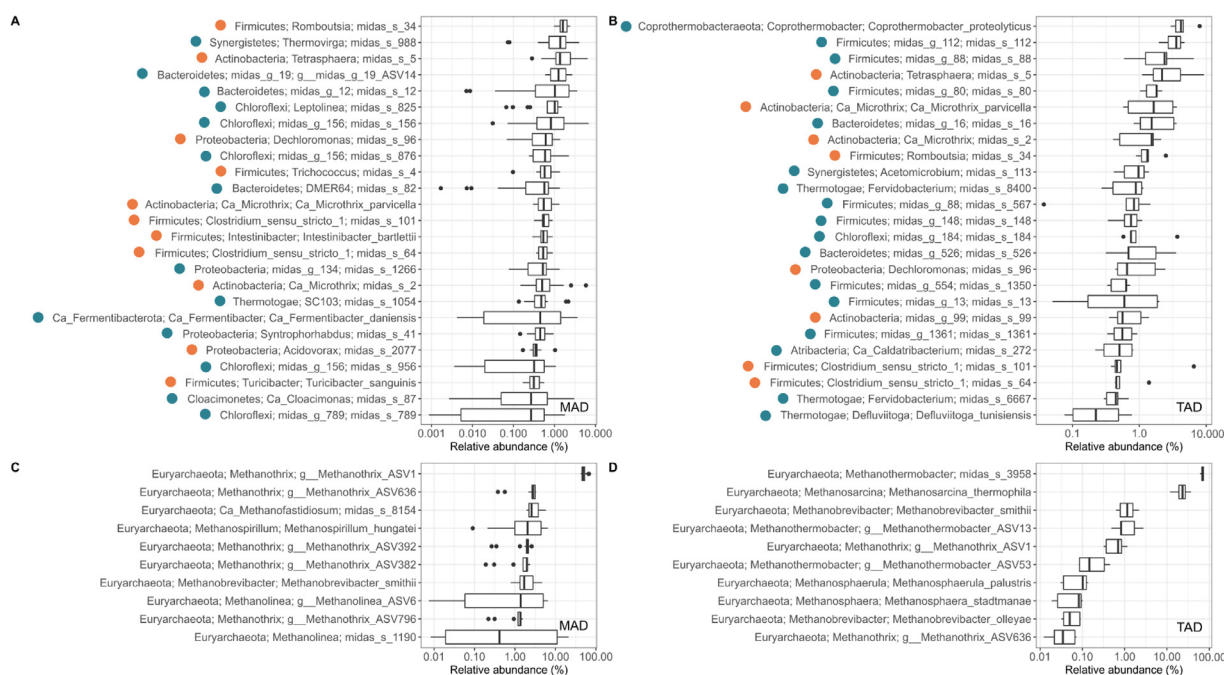 A
Firmicutes; Romboutsia; midas_s_34
Synergistetes; Thermovirga; midas_s_988
Actinobacteria; Tetrasphaera; midas_s_5
Bacteroidetes; midas_g_19; g__midas_g_19_ASV14
Bacteroidetes; midas_g_12; midas_s_12
Chloroflexi; Leptolinea; midas_s_825
Chloroflexi; midas_g_156; midas_s_156
Proteobacteria; Dechloromonas; midas_s_96
Chloroflexi; midas_g_156; midas_s_876
Firmicutes; Trichococcus; midas_s_4
Bacteroidetes; DMER64; midas_s_82
Actinobacteria; Ca_Microthrix; Ca_Microthrix_parvicella
Firmicutes; Clostridium_sensu_stricto_1; midas_s_101
Firmicutes; Intestinibacter; Intestinibacter_bartlettii
Firmicutes; Clostridium_sensu_stricto_1; midas_s_64
Proteobacteria; midas_g_134; midas_s_1266
Actinobacteria; Ca_Microthrix; midas_s_2
Thermotogae; SC103; midas_s_1054
Ca_Fermentibacterota; Ca_Fermentibacter; Ca_Fermentibacter_daniensis
Proteobacteria; Syntrophorhabdus; midas_s_41
Proteobacteria; Acidovorax; midas_s_2077
Chloroflexi; midas_g_156; midas_s_956
Firmicutes; Turicibacter; Turicibacter_sanguinis
Cloacimonetes; Ca_Cloacimonas; midas_s_87
Chloroflexi; midas_g_789; midas_s_789
MAD
0.001 0.010 0.100 1.000 10.000
Relative abundance (%)
B
Coprothermobacteraeota; Coprothermobacter; Coprothermobacter_proteolyticus
Firmicutes; midas_g_112; midas_s_112
Firmicutes; midas_g_88; midas_s_88
Actinobacteria; Tetrasphaera; midas_s_5
Firmicutes; midas_g_80; midas_s_80
Actinobacteria; Ca_Microthrix; Ca_Microthrix_parvicella
Bacteroidetes; midas_g_16; midas_s_16
Actinobacteria; Ca_Microthrix; midas_s_2
Firmicutes; Romboutsia; midas_s_34
Synergistetes; Acetomicrobium; midas_s_113
Thermotogae; Fervidobacterium; midas_s_8400
Firmicutes; midas_g_88; midas_s_567
Firmicutes; midas_g_148; midas_s_148
Chloroflexi; midas_g_184; midas_s_184
Bacteroidetes; midas_g_526; midas_s_526
Proteobacteria; Dechloromonas; midas_s_96
Firmicutes; midas_g_554; midas_s_1350
Firmicutes; midas_g_13; midas_s_13
Actinobacteria; midas_g_99; midas_s_99
Firmicutes; midas_g_1361; midas_s_1361
Atribacteria; Ca_Caldatribacterium; midas_s_272
Firmicutes; Clostridium_sensu_stricto_1; midas_s_101
Firmicutes; Clostridium_sensu_stricto_1; midas_s_64
Thermotogae; Fervidobacterium; midas_s_6667
Thermotogae; Defluviitoga; Defluviitoga_tunisiensis
TAD
0.1 1.0 10.0
Relative abundance (%)
C
Euryarchaeota; Methanothrix; g__Methanothrix_ASV1
Euryarchaeota; Methanothrix; g__Methanothrix_ASV636
Euryarchaeota; Ca_Methanofastidiosum; midas_s_8154
Euryarchaeota; Methanospirillum; Methanospirillum_hungatei
Euryarchaeota; Methanothrix; g__Methanothrix_ASV392
Euryarchaeota; Methanothrix; g__Methanothrix_ASV382
Euryarchaeota; Methanobrevibacter; Methanobrevibacter_smithii
Euryarchaeota; Methanolinea; g__Methanolinea_ASV6
Euryarchaeota; Methanothrix; g__Methanothrix_ASV796
Euryarchaeota; Methanolinea; midas_s_1190
MAD
0.01 0.10 1.00 10.00 100.00
Relative abundance (%)
D
Euryarchaeota; Methanothermobacter; midas_s_3958
Euryarchaeota; Methanosarcina; Methanosarcina_thermophila
Euryarchaeota; Methanobrevibacter; Methanobrevibacter_smithii
Euryarchaeota; Methanothermobacter; g__Methanothermobacter_ASV13
Euryarchaeota; Methanothrix; g__Methanothrix_ASV1
Euryarchaeota; Methanothermobacter; g__Methanothermobacter_ASV53
Euryarchaeota; Methanosphaerula; Methanosphaerula_palustris
Euryarchaeota; Methanosphaera; Methanosphaera_stadtmanae
Euryarchaeota; Methanobrevibacter; Methanobrevibacter_olleyae
Euryarchaeota; Methanothrix; g__Methanothrix_ASV636
TAD
0.01 0.10 1.00 10.00 100.00
Relative abundance (%)